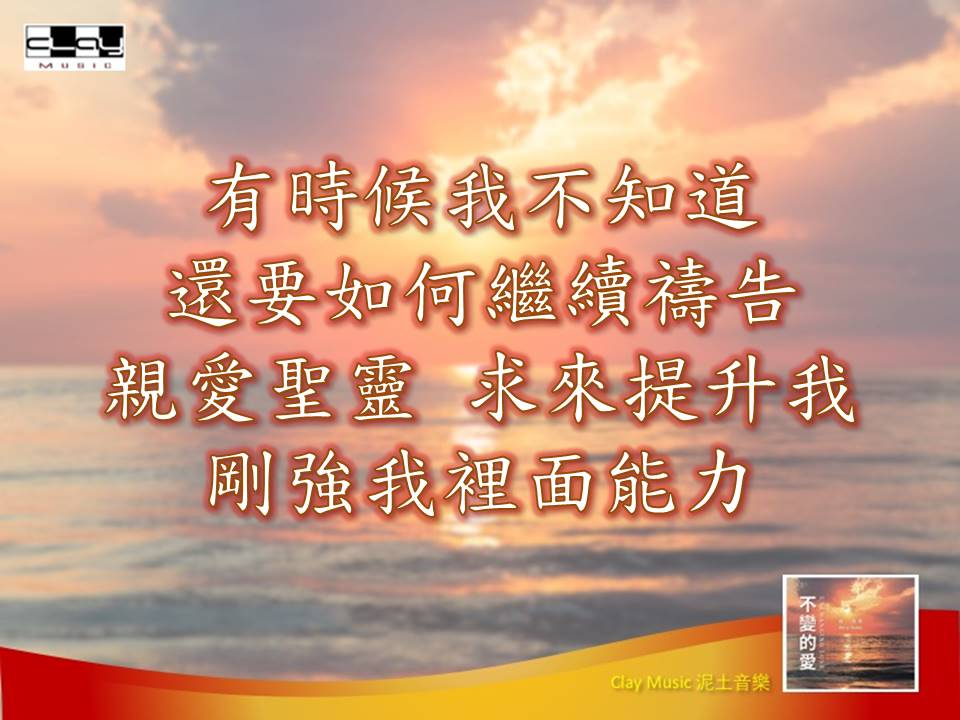 CLay
MUSIC
有時候我不知道
還要如何繼續禱告
親愛聖靈 求來提升我
剛強我裡面能力
不變的愛
Clay Music 泥土音樂